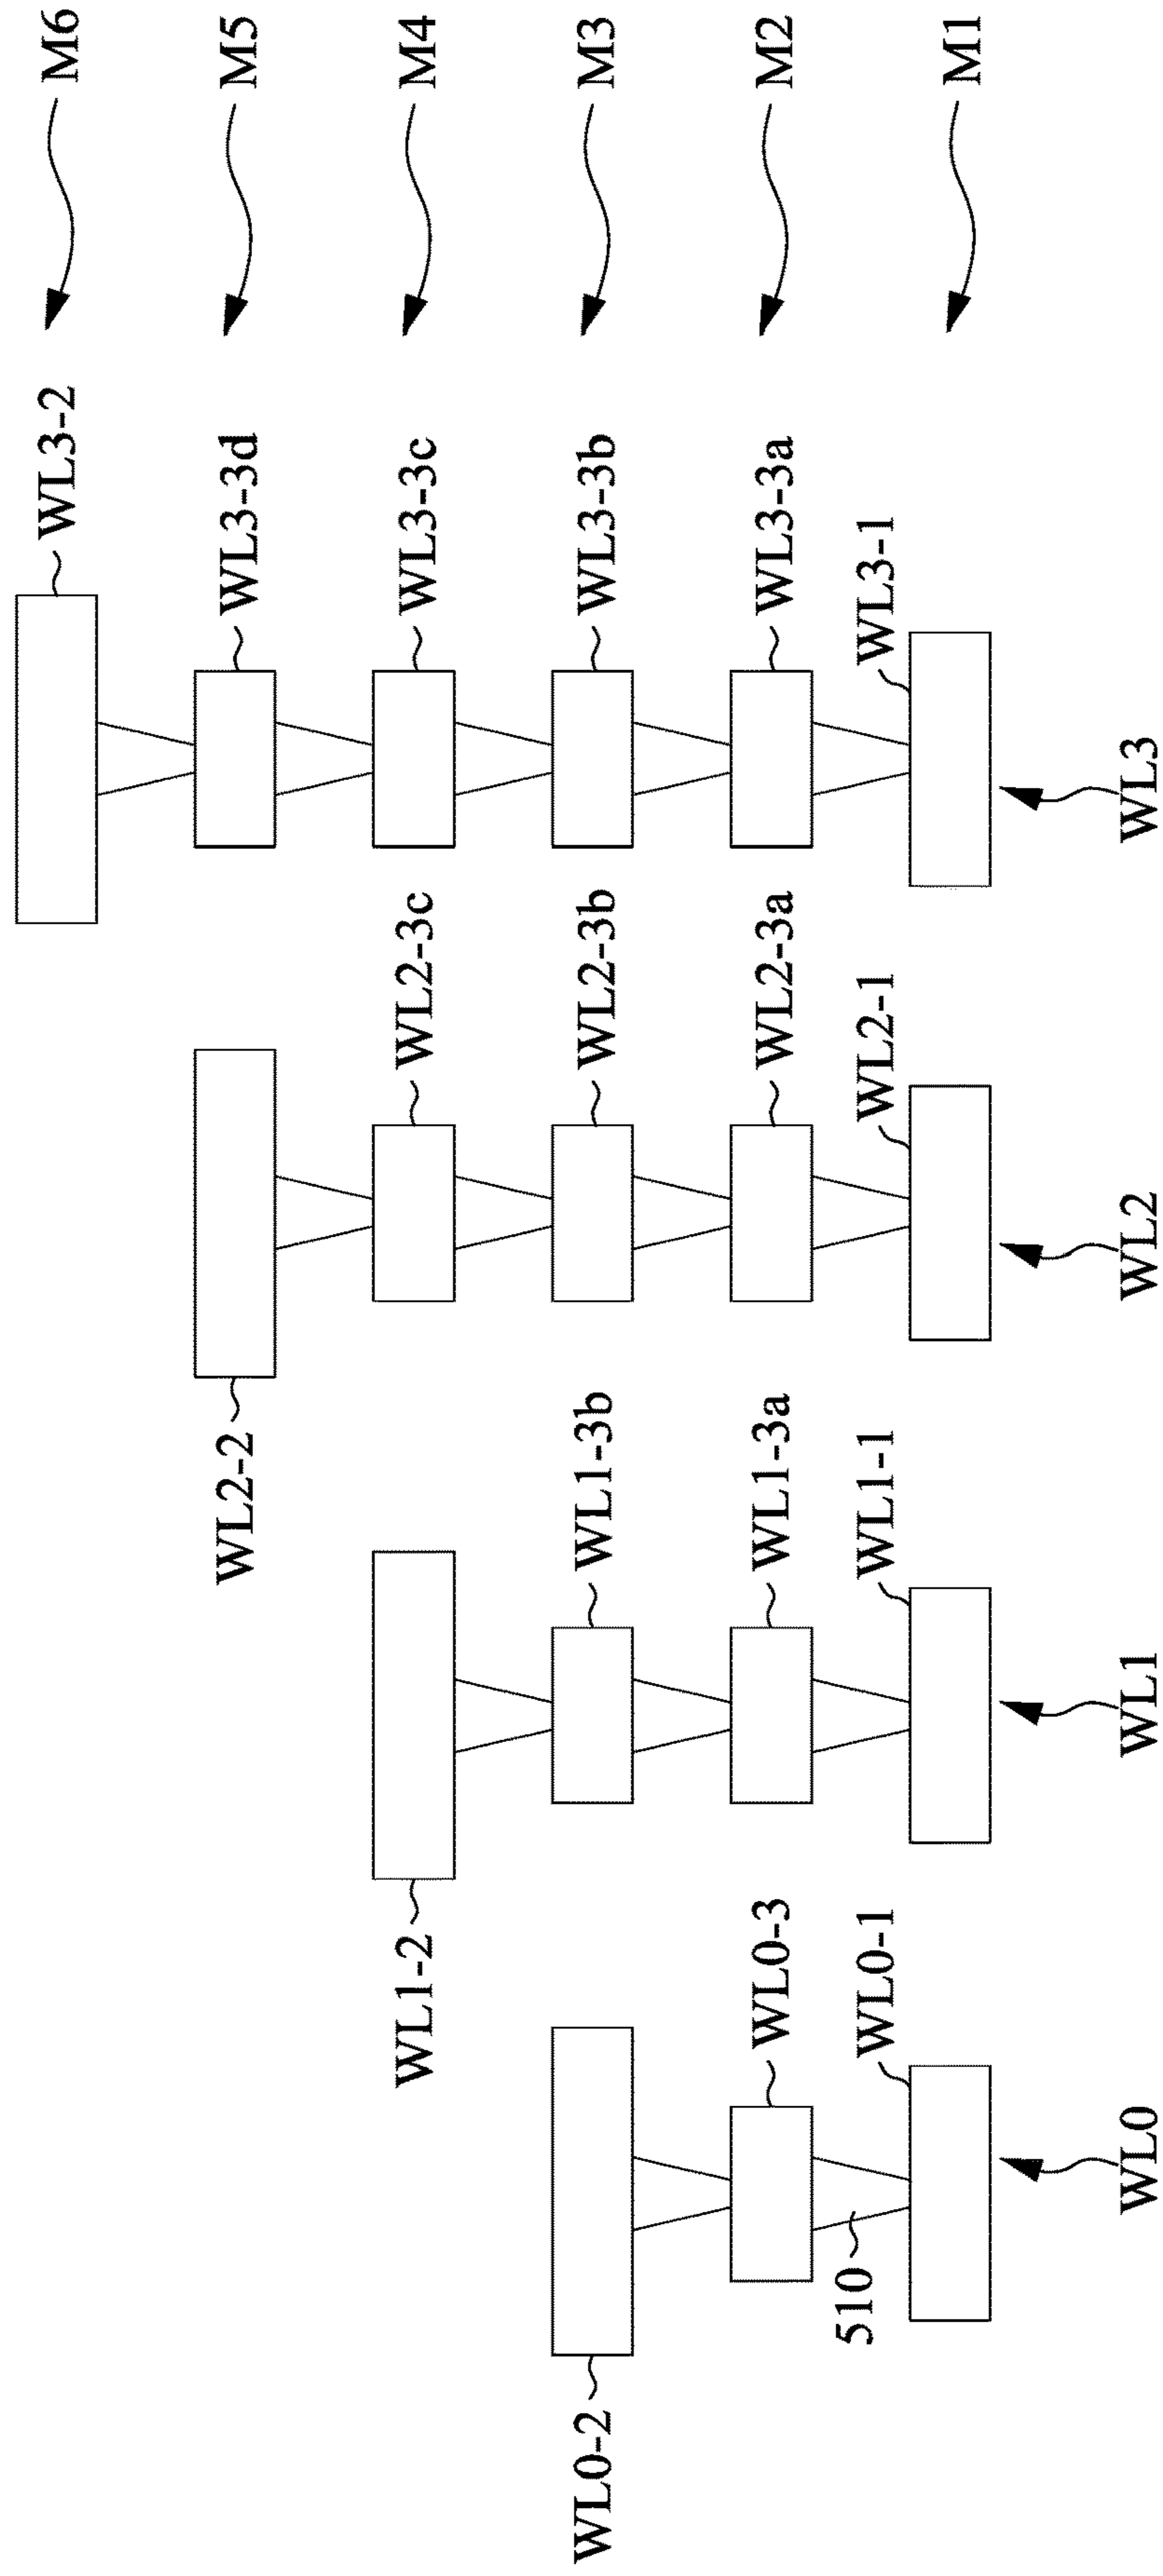 M6
M5
M4
M3
M2
M1
WL3-2
WL3-3d
WL3-3c
WL3-3b
WL3-3a
WL3-1
WL3
WL2-2
WL2-3c
WL2-3b
WL2-3a
WL2-1
WL2
WL1-2
WL1-3b
WL1-3a
WL1-1
WL1
WL0-2
WL0-3
WL0-1
510
WL0